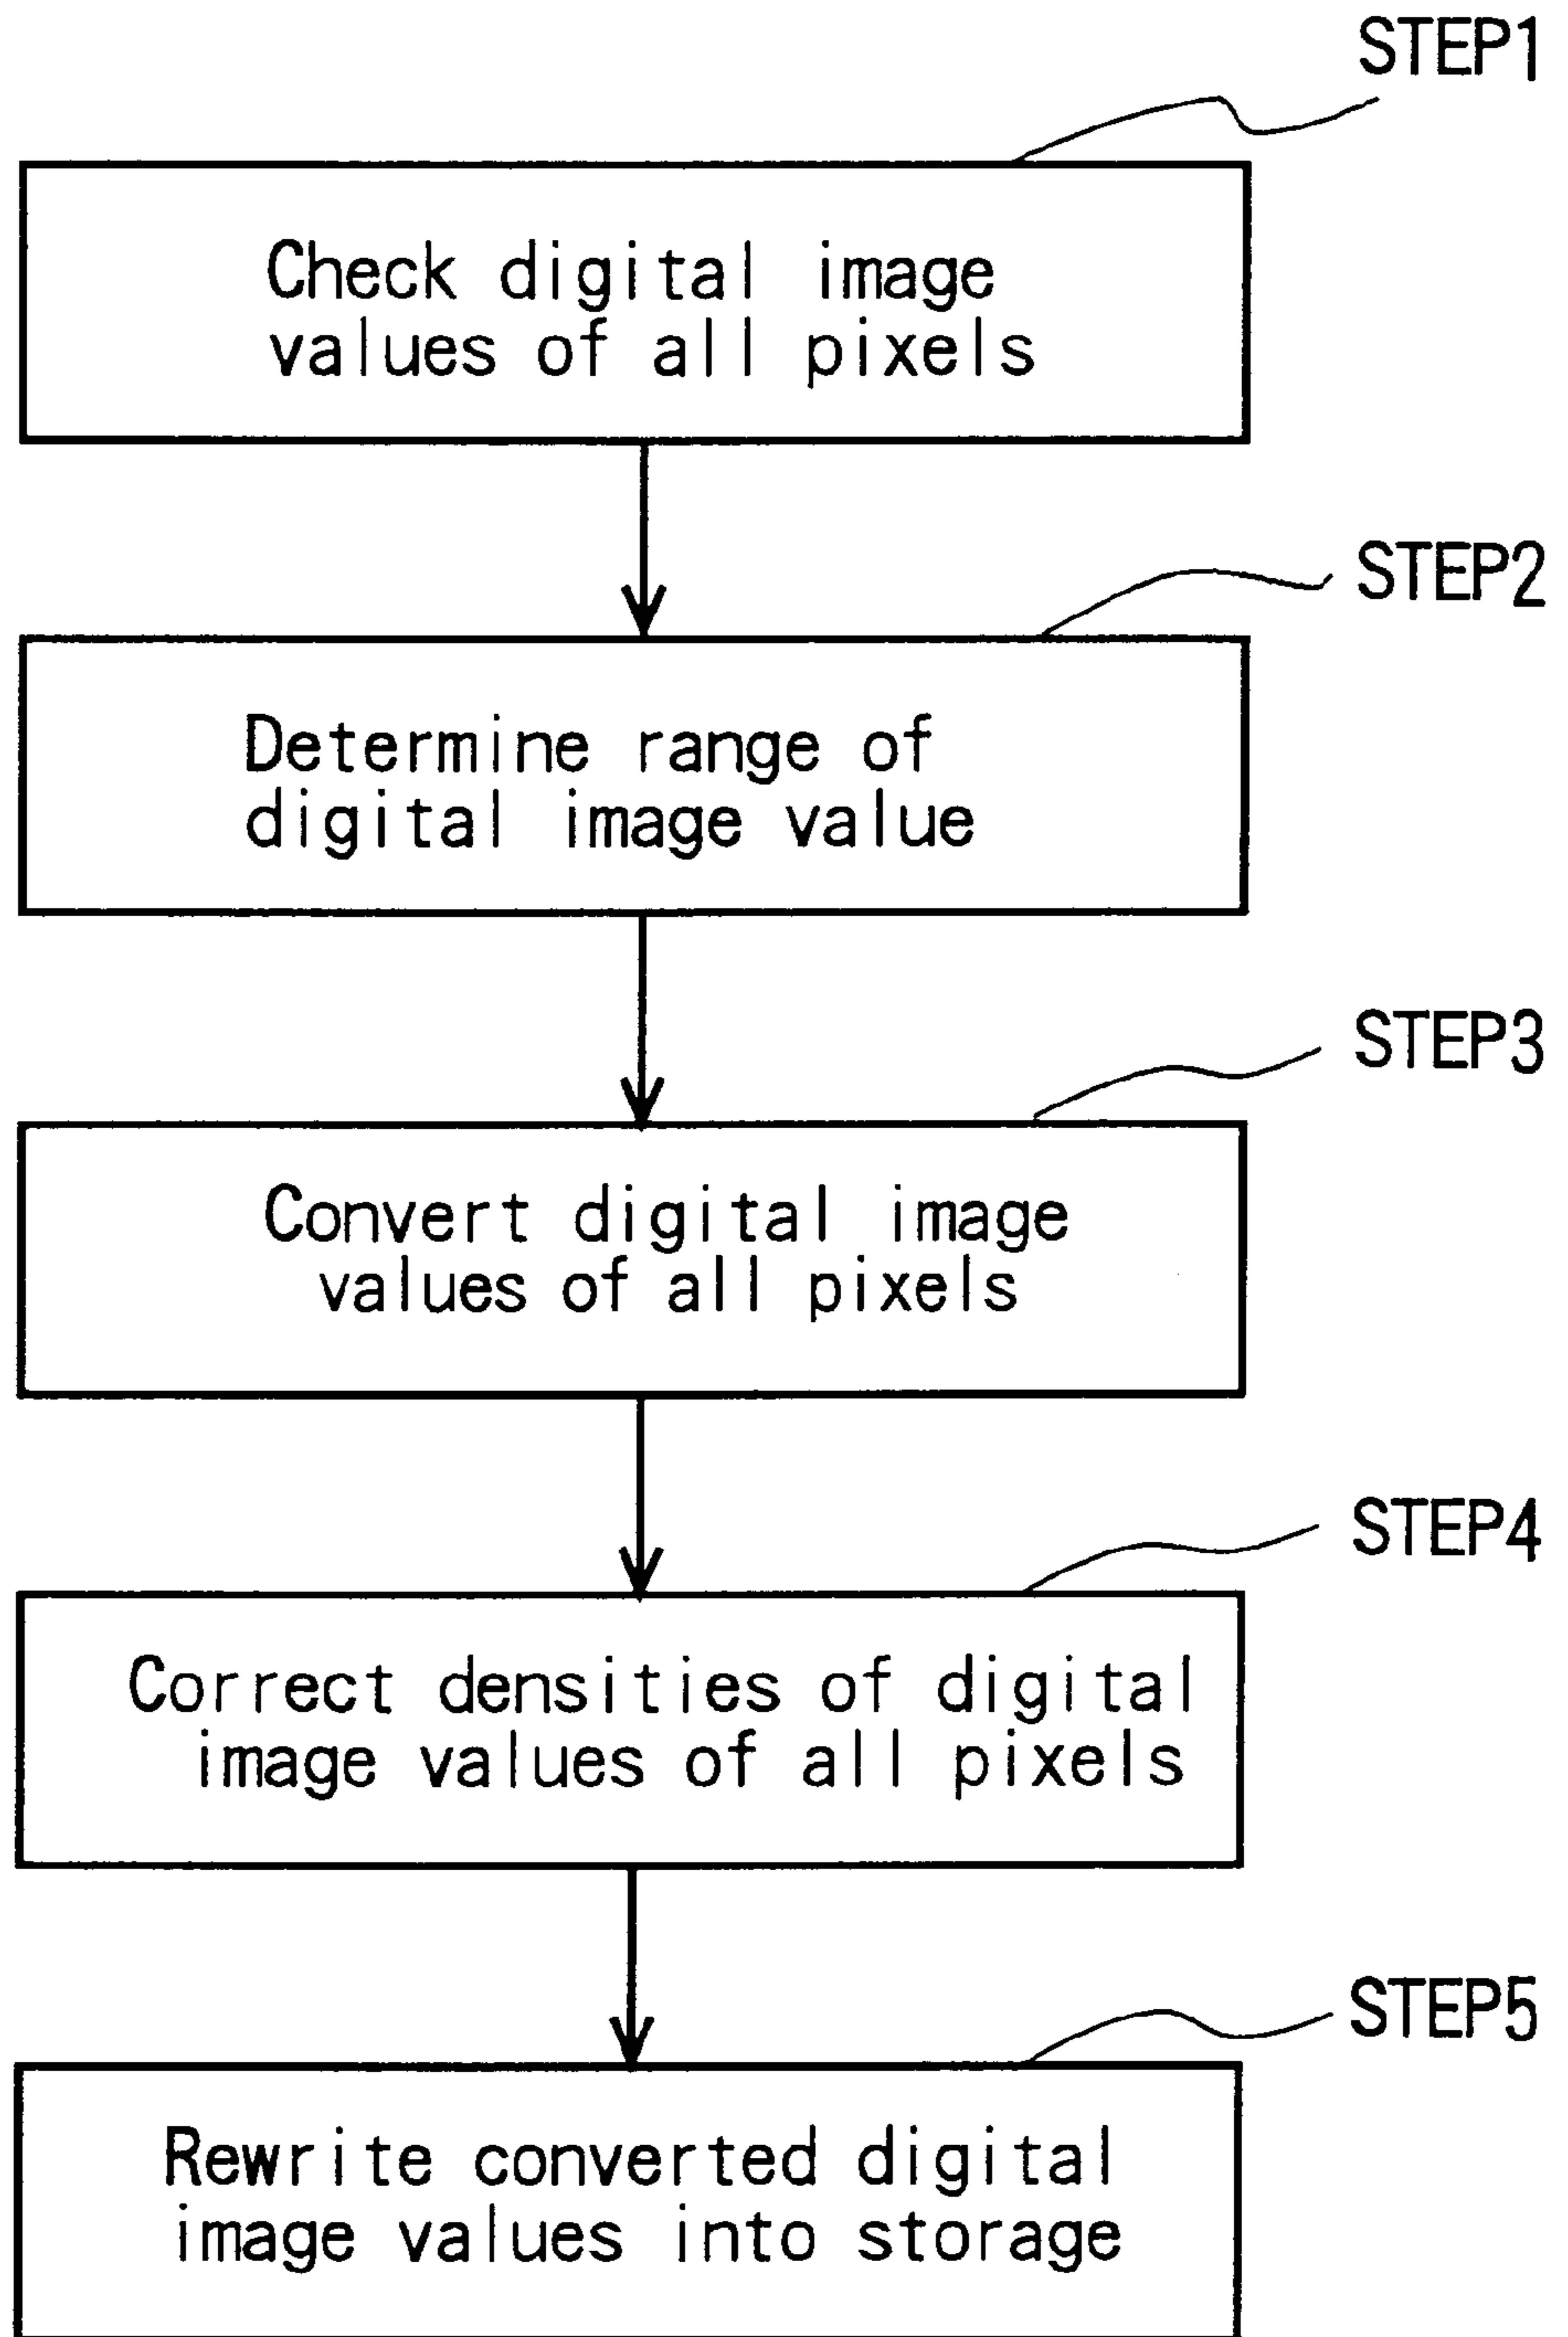 STEP1
Check digital image
values of all pixels
STEP2
Determine range of
digital image value
STEP3
Convert digital image
values of all pixels
STEP4
Correct densities of digital
image values of all pixels
STEP5
Rewrite converted digital
image values into storage